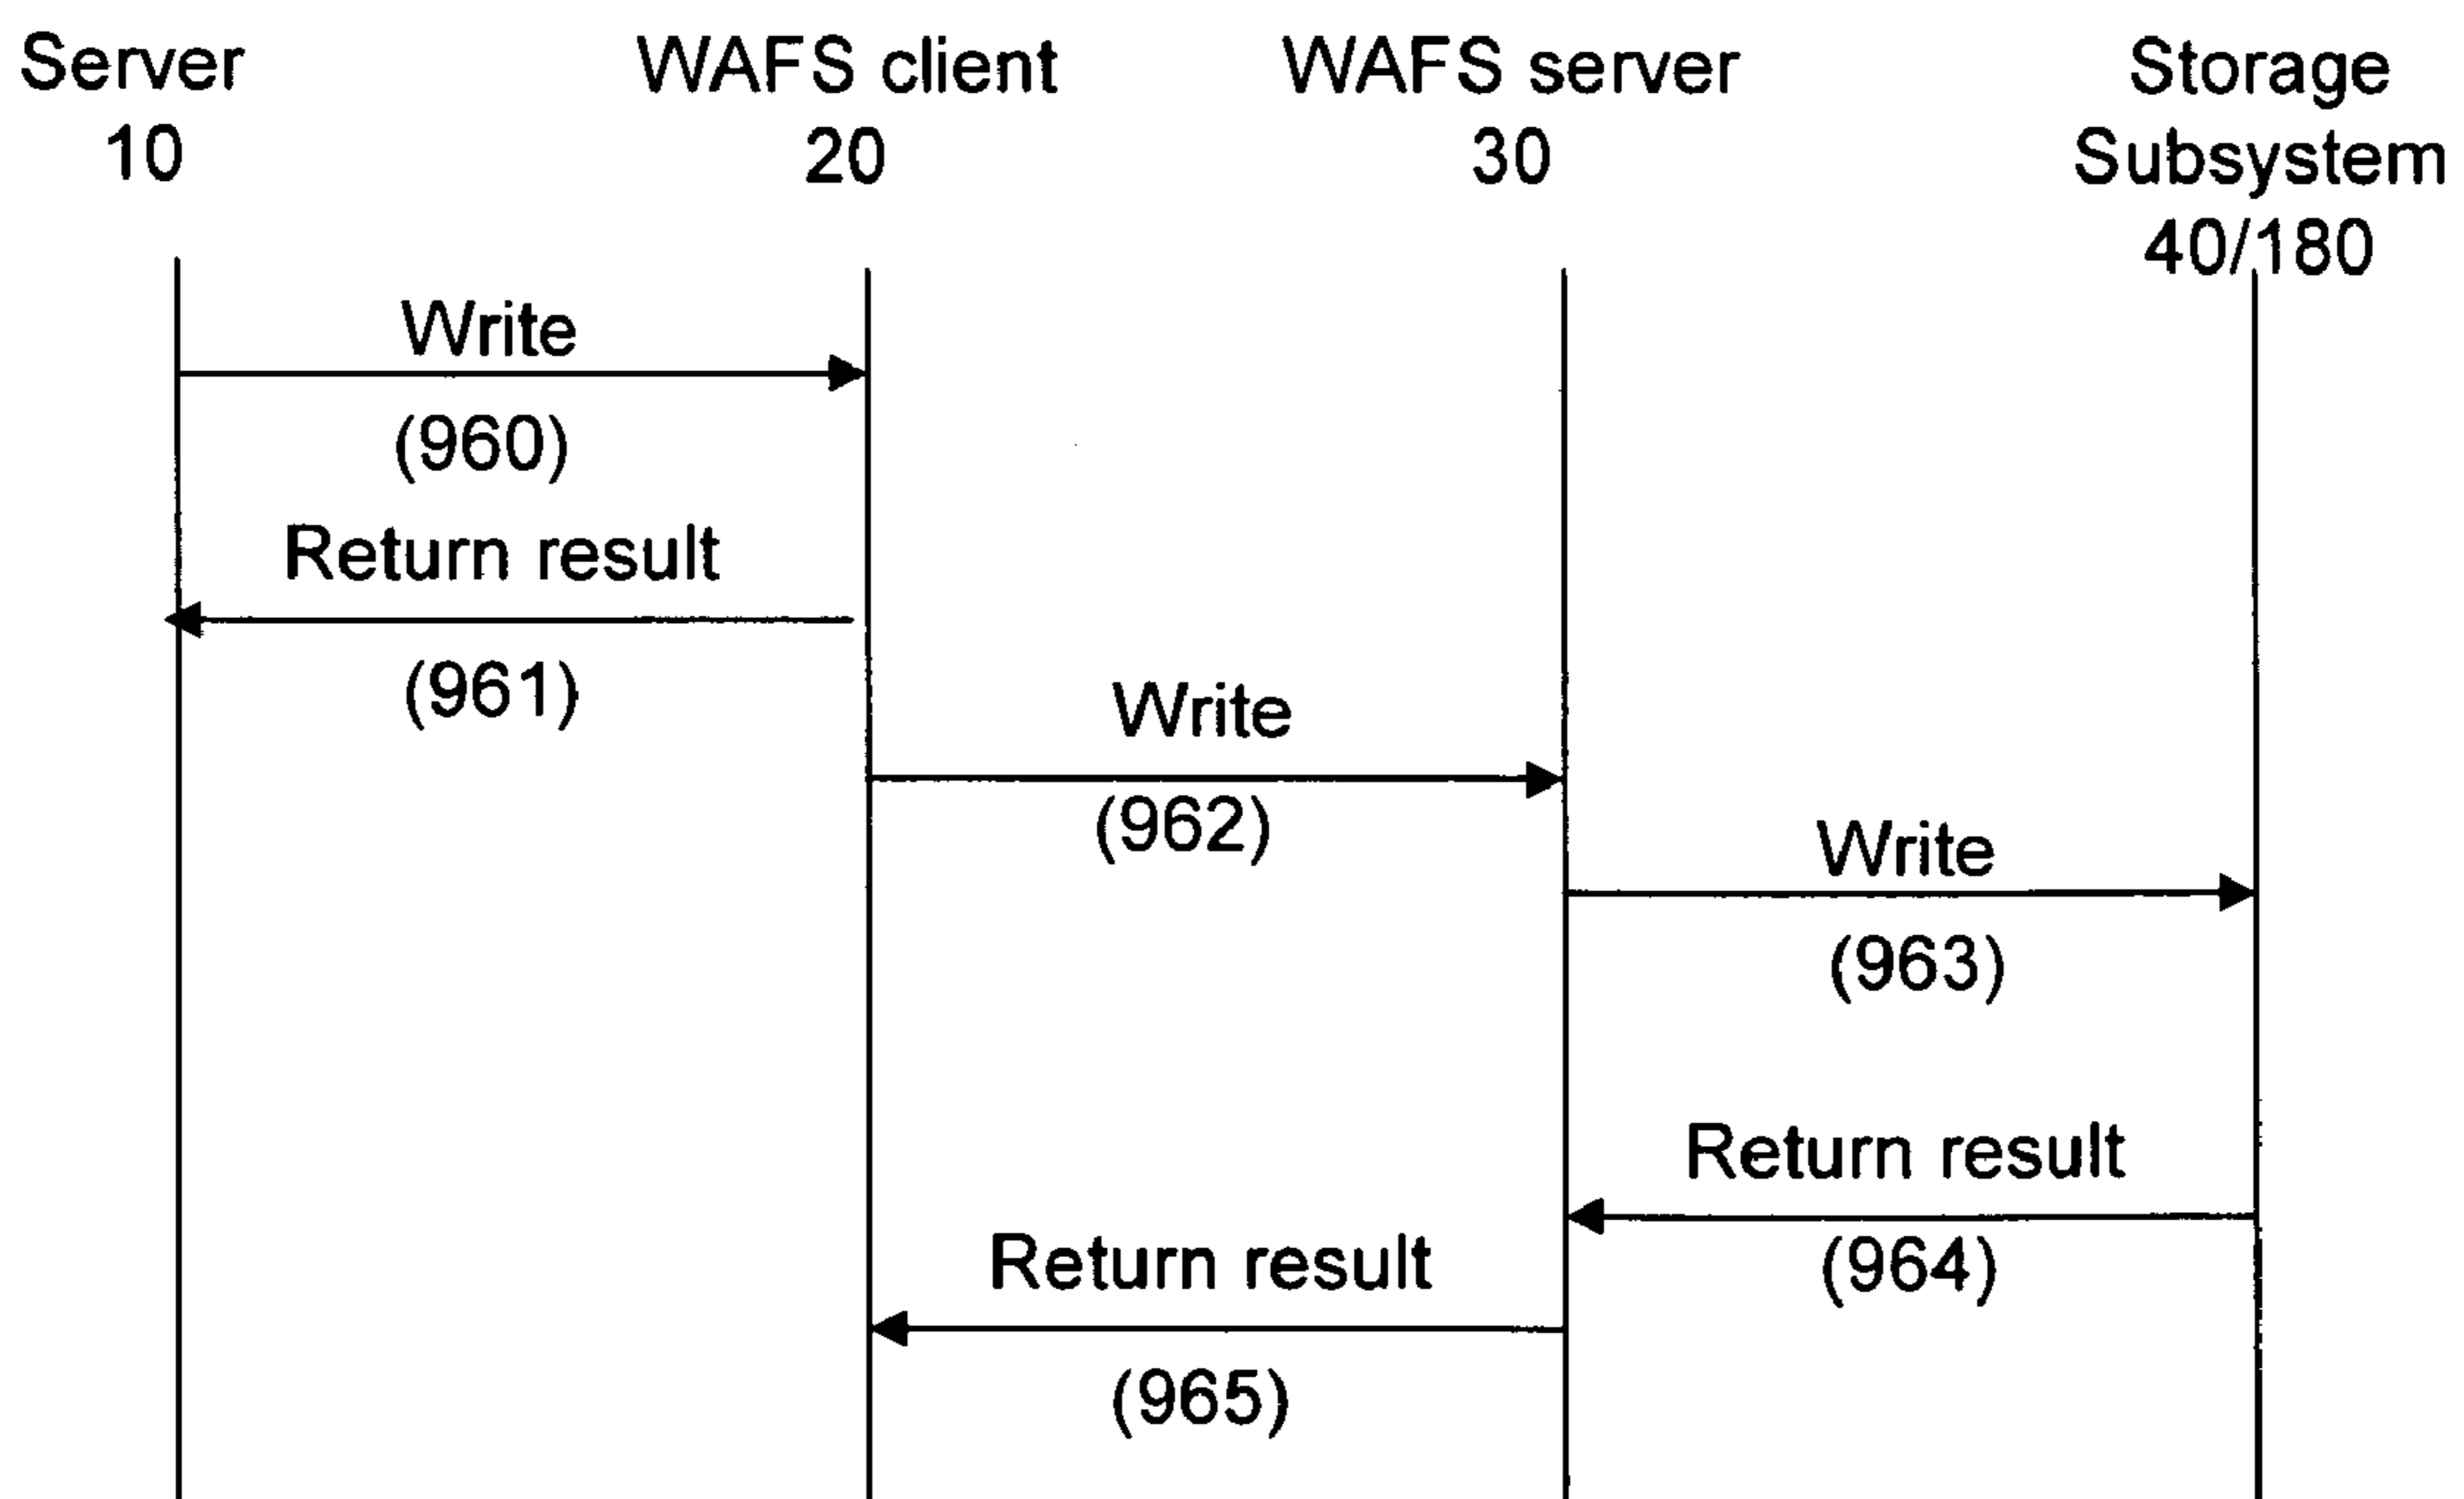 Server
10
WAFS client
20
WAFS server
30
Storage
Subsystem
40/180
Write
(960)
Return result
(961)
Write
(962)
Write
(963)
Return result
(964)
Return result
(965)